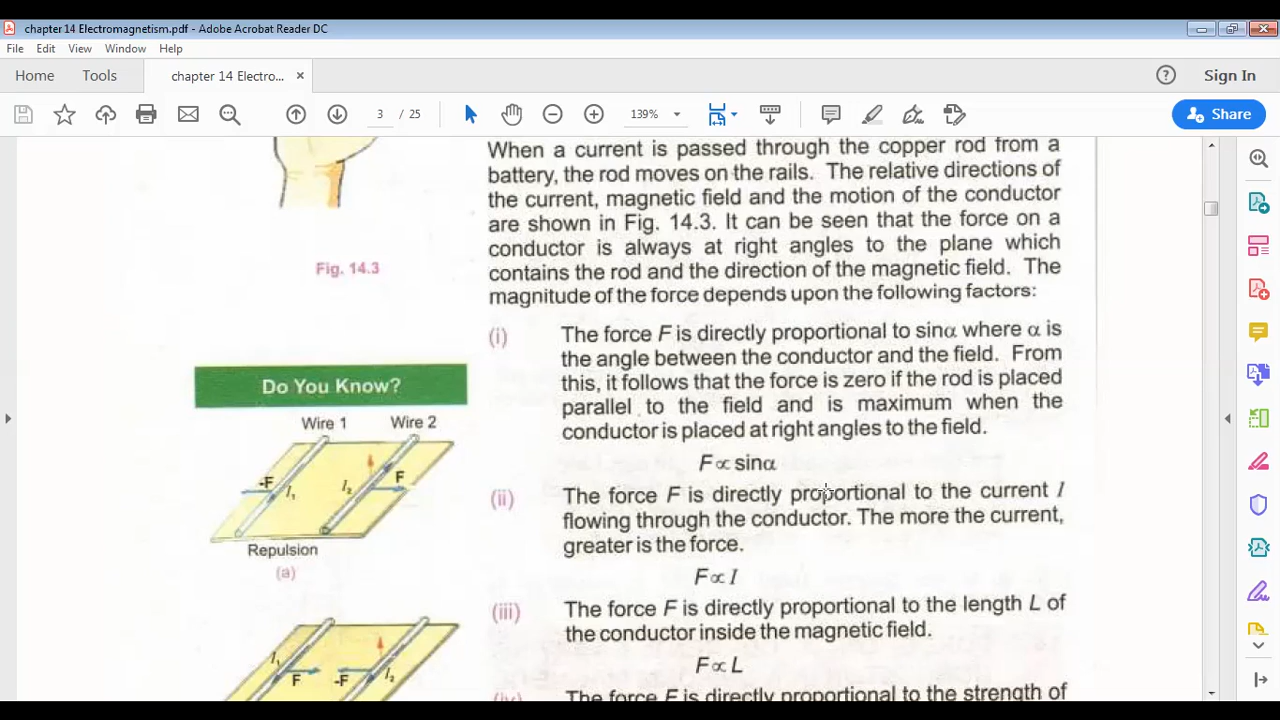 chapter 14 Electromagnetism.pdf - Adobe Acrobat Reader DC
File Edit View Window Help
Home Tools chapter 14 Electro... ×
Sign In
3 / 25
139%
Share
When a current is passed through the copper rod from a
battery, the rod moves on the rails. The relative directions of
the current, magnetic field and the motion of the conductor
are shown in Fig. 14.3. It can be seen that the force on a
conductor is always at right angles to the plane which
contains the rod and the direction of the magnetic field. The
magnitude of the force depends upon the following factors:
Fig. 14.3
(i) The force F is directly proportional to sinα where α is
the angle between the conductor and the field. From
this, it follows that the force is zero if the rod is placed
parallel to the field and is maximum when the
conductor is placed at right angles to the field.
F ∝ sinα
(ii) The force F is directly proportional to the current I
flowing through the conductor. The more the current,
greater is the force.
F ∝ I
(iii) The force F is directly proportional to the length L of
the conductor inside the magnetic field.
F ∝ L
(iv) The force F is directly proportional to the strength of
Do You Know?
Wire 1 Wire 2
-F I₁ I₂ F
Repulsion
(a)
I₁ F -F I₂